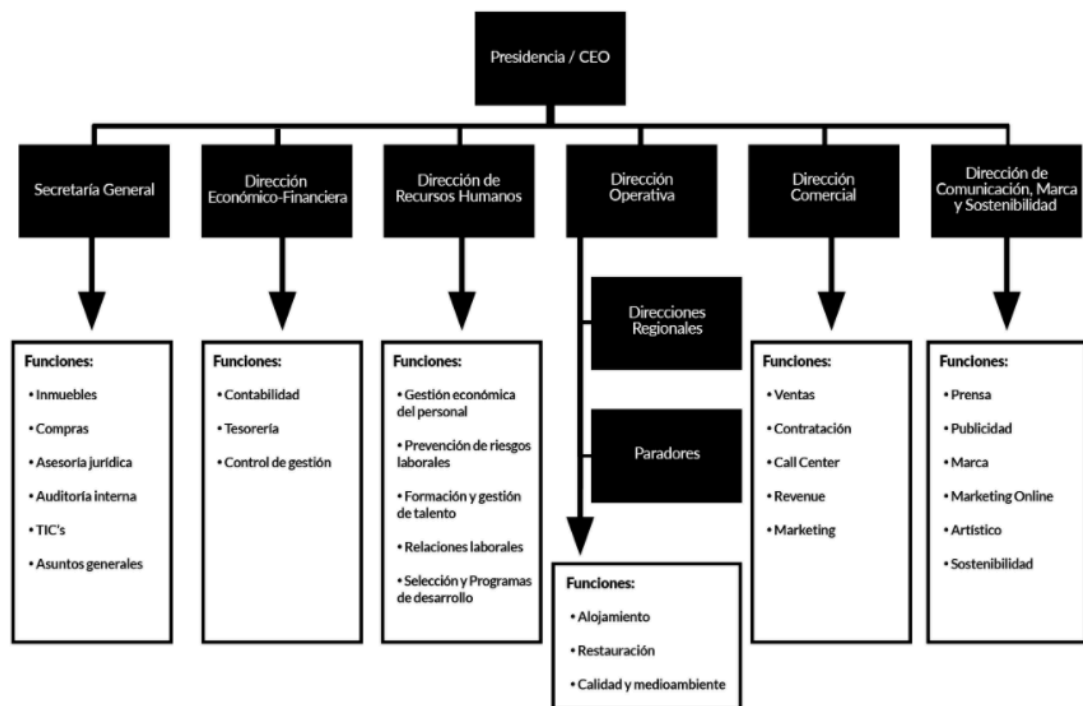 Presidencia / CEO
Secretaría General
Dirección
Económico-Financiera
Dirección de
Recursos Humanos
Dirección
Operativa
Dirección
Comercial
Dirección de
Comunicación, Marca
y Sostenibilidad
Direcciones
Regionales
Paradores
Funciones:
• Inmuebles
• Compras
• Asesoría jurídica
• Auditoría interna
• TIC's
• Asuntos generales
Funciones:
• Contabilidad
• Tesorería
• Control de gestión
Funciones:
• Gestión económica
del personal
• Prevención de riesgos
laborales
• Formación y gestión
de talento
• Relaciones laborales
• Selección y Programas
de desarrollo
Funciones:
• Alojamiento
• Restauración
• Calidad y medioambiente
Funciones:
• Ventas
• Contratación
• Call Center
• Revenue
• Marketing
Funciones:
• Prensa
• Publicidad
• Marca
• Marketing Online
• Artístico
• Sostenibilidad